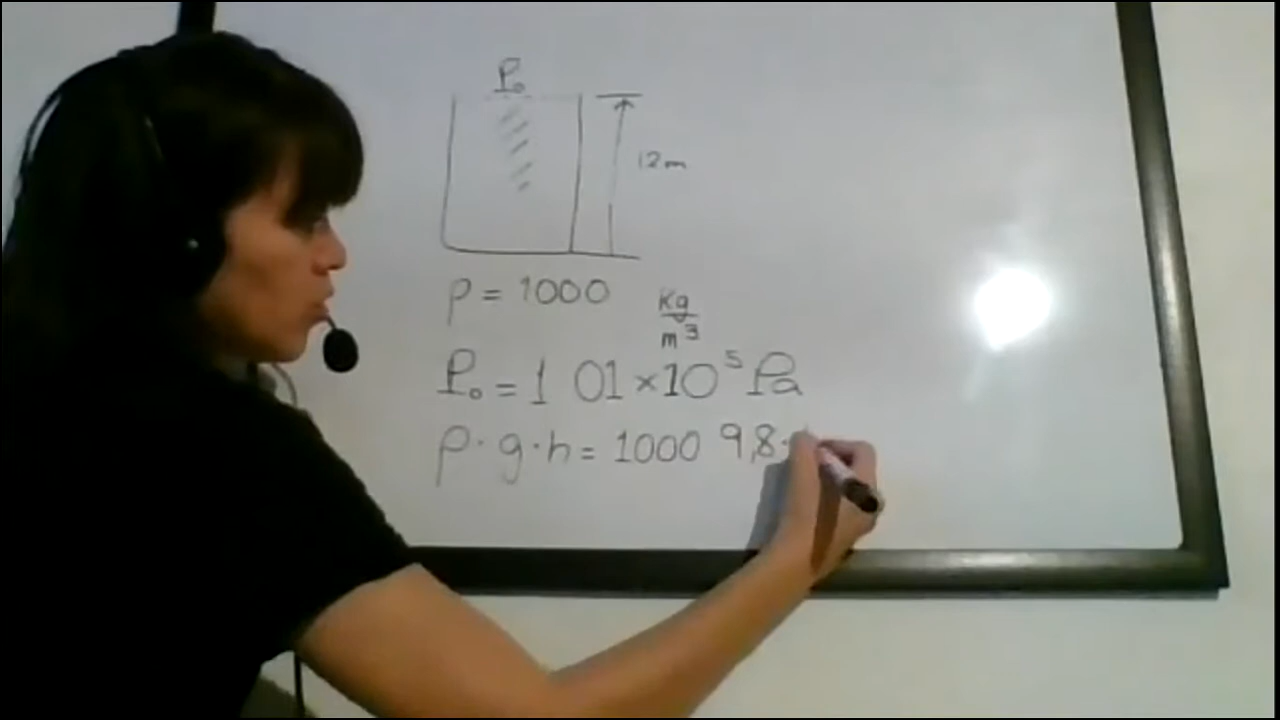 P₀
12m
ρ = 1000 Kg/m³
P₀ = 1 01×10⁵ Pa
ρ · g · h = 1000 9,8 ·